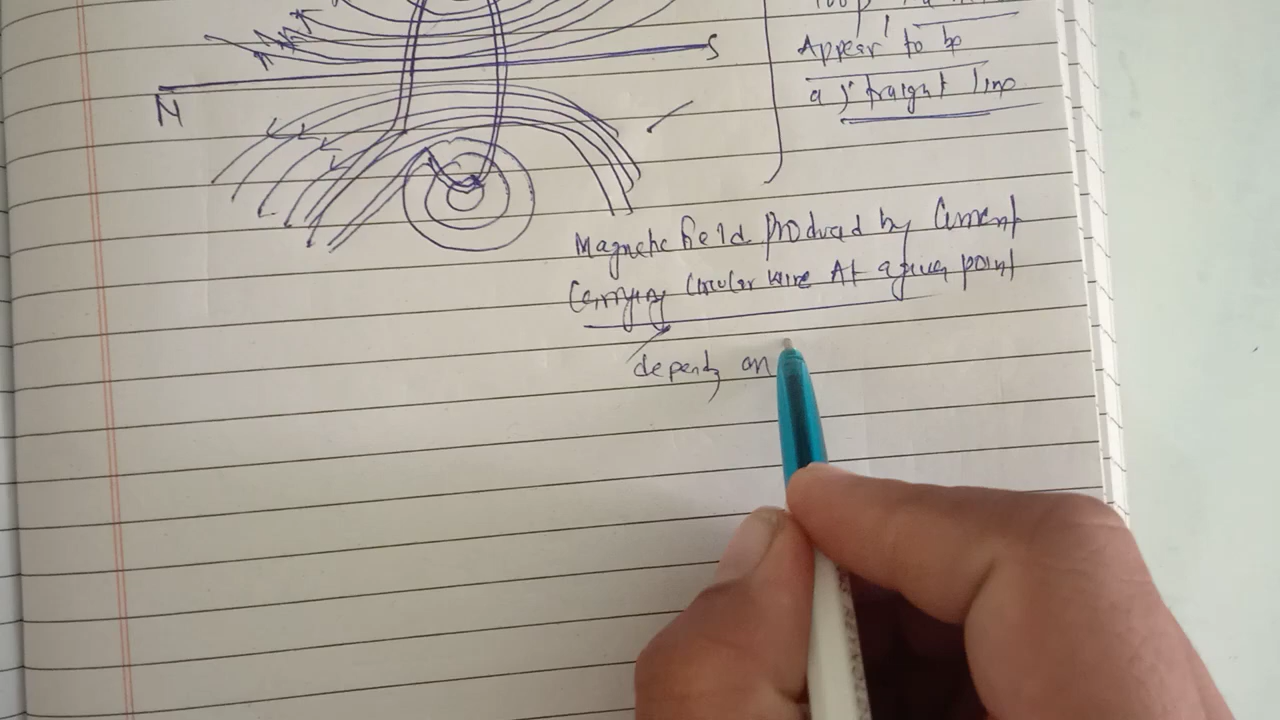 Appear to be
a straight line
N
S
Magnetic field Produced by Current
Carrying Circular wire At a given point
depends on